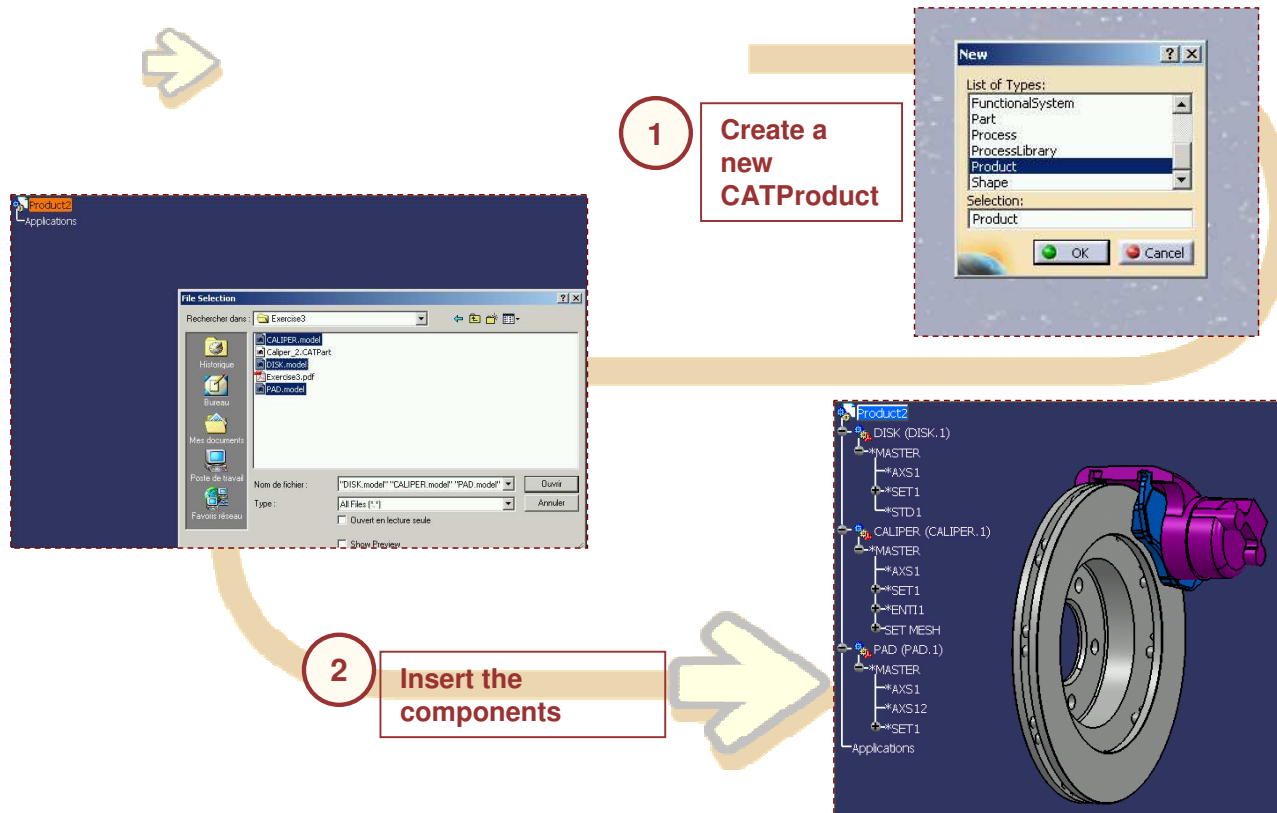 New
List of Types:
FunctionalSystem
Part
Process
ProcessLibrary
Product
Shape
Selection:
Product
OK Cancel
1
Create a
new
CATProduct
Product2
Applications
File Selection
Rechercher dans : Exercise3
Historique
Bureau
Mes documents
Poste de travail
Favoris réseau
CALIPER.model
Caliper_2.CATPart
DISK.model
Exercise3.pdf
PAD.model
Nom de fichier : "DISK.model" "CALIPER.model" "PAD.model" Ouvrir
Type : All Files (*.*) Annuler
Ouvert en lecture seule
Show Preview
2
Insert the
components
Product2
DISK (DISK.1)
*MASTER
*AXS1
*SET1
*STD1
CALIPER (CALIPER.1)
*MASTER
*AXS1
*SET1
*ENTI1
SET MESH
PAD (PAD.1)
*MASTER
*AXS1
*AXS12
*SET1
Applications